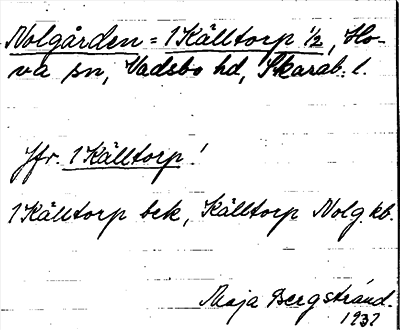 Nolgården = 1 Källtorp 1/2, Ho-
va sn, Vadsbo hd, Skarab. l.
Jfr. 1 Källtorp!
1 Källtorp bek, Källtorp Nolg. kb.
Maja Bergstrand.
1932